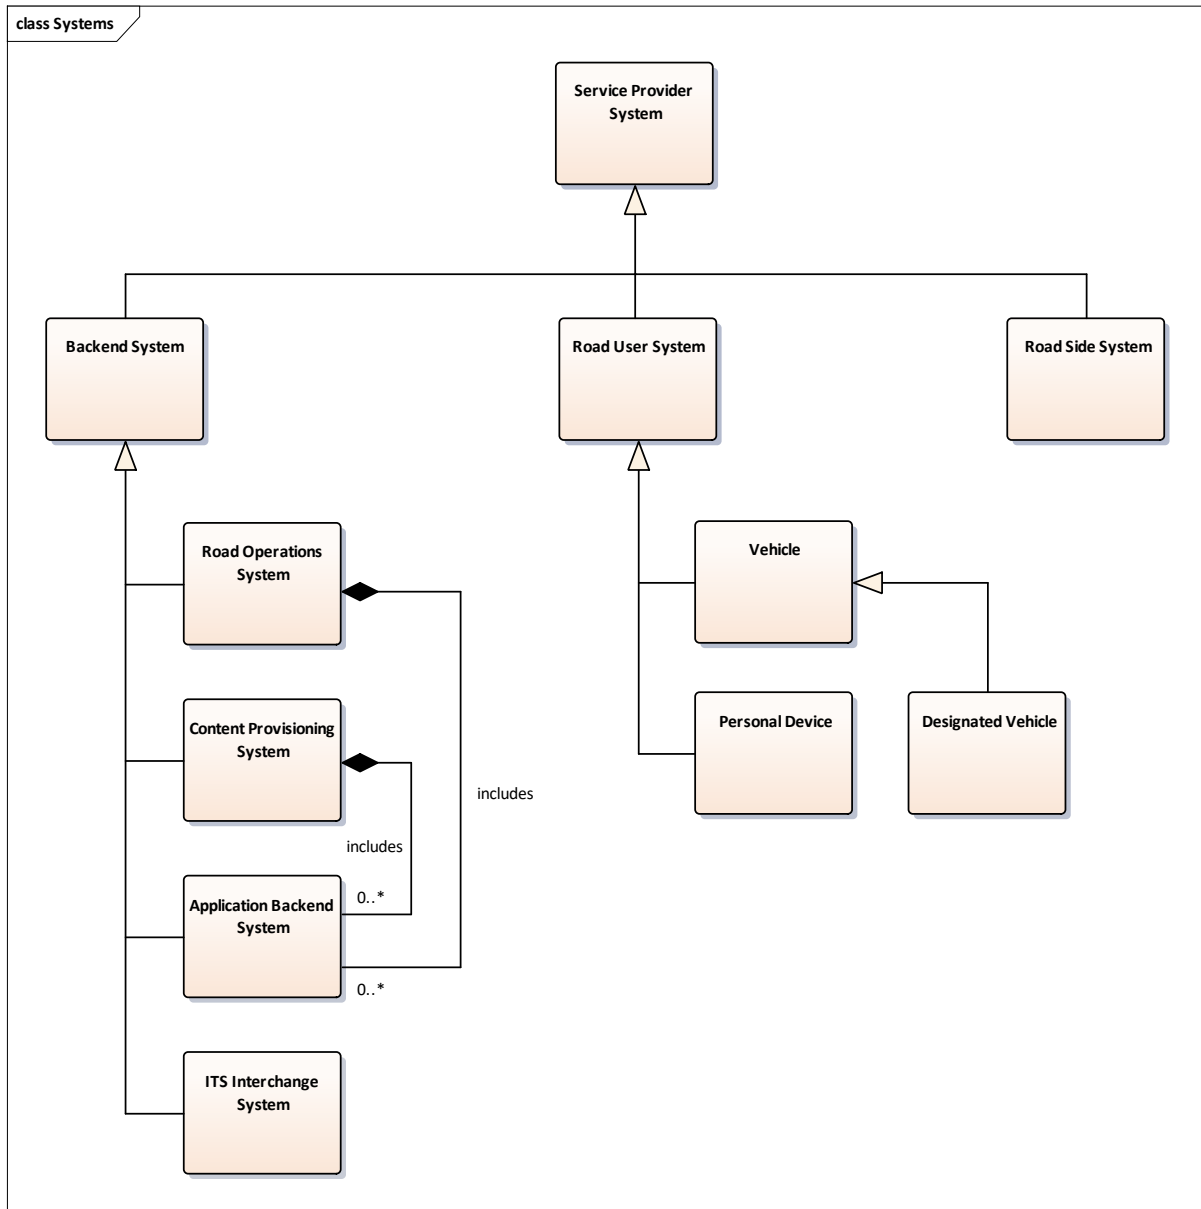 class Systems
Service Provider
System
Backend System
Road User System
Road Side System
Road Operations
System
Vehicle
Content Provisioning
System
Personal Device
Designated Vehicle
includes
includes
Application Backend
System
0..*
0..*
ITS Interchange
System